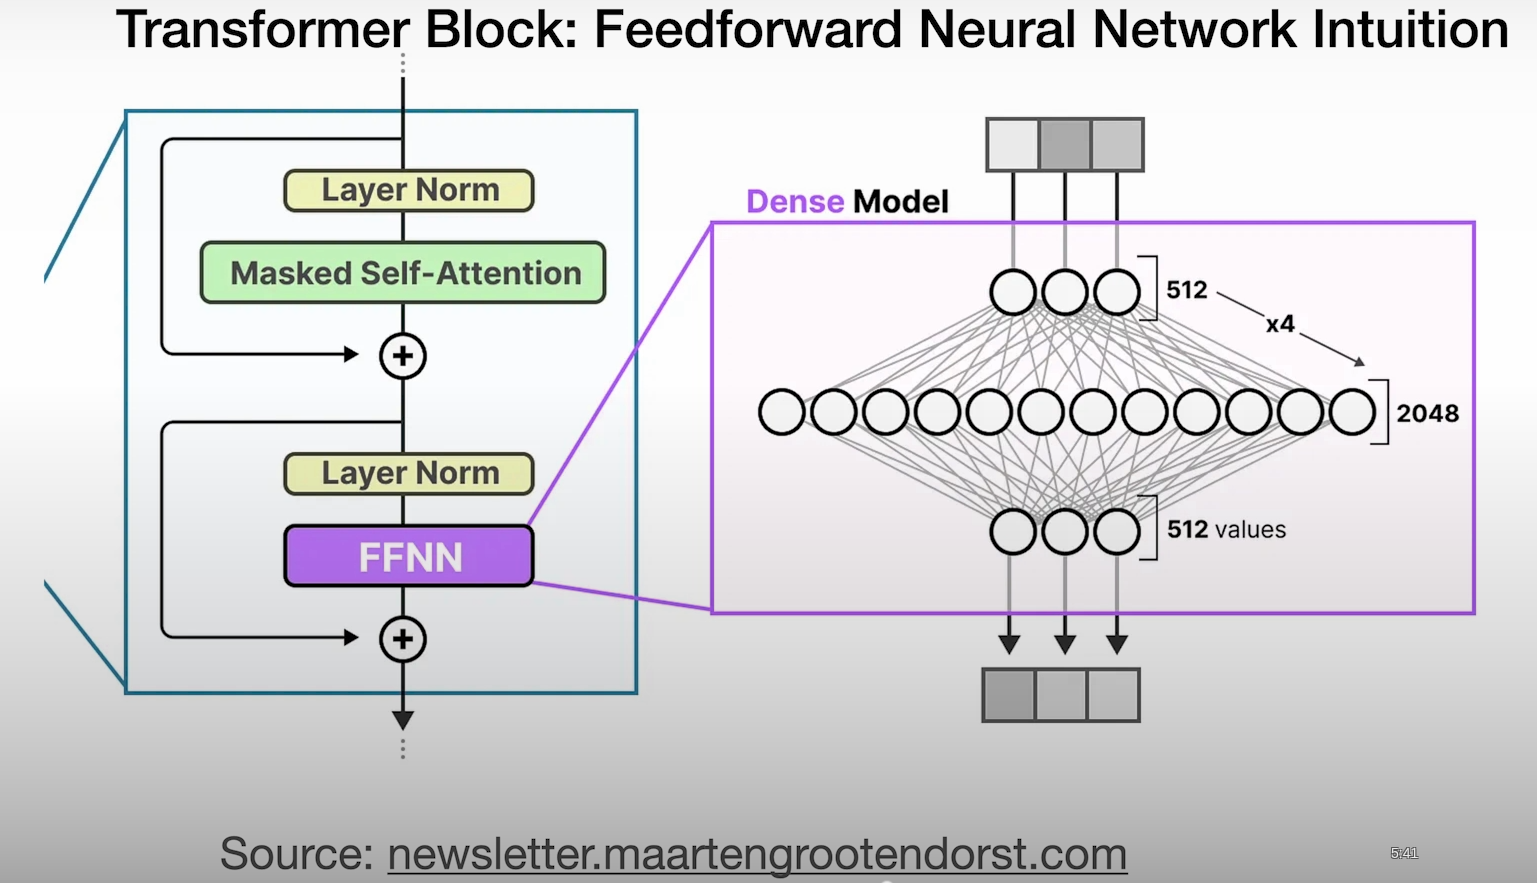 Transformer Block: Feedforward Neural Network Intuition
Layer Norm
Masked Self-Attention
+
Layer Norm
FFNN
+
Dense Model
512
x4
2048
512 values
Source: newsletter.maartengrootendorst.com
5:41